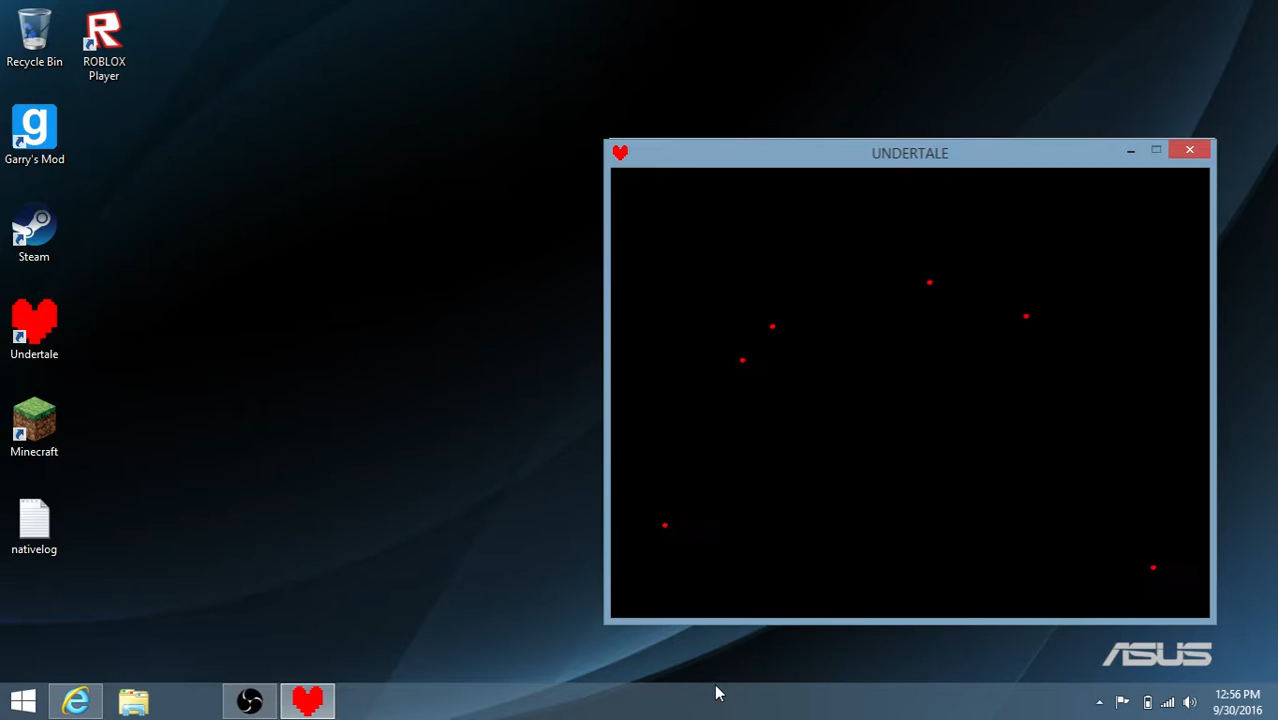 Recycle Bin
ROBLOX
Player
g
Garry's Mod
Steam
Undertale
Minecraft
nativelog
UNDERTALE
ASUS
12:56 PM
9/30/2016